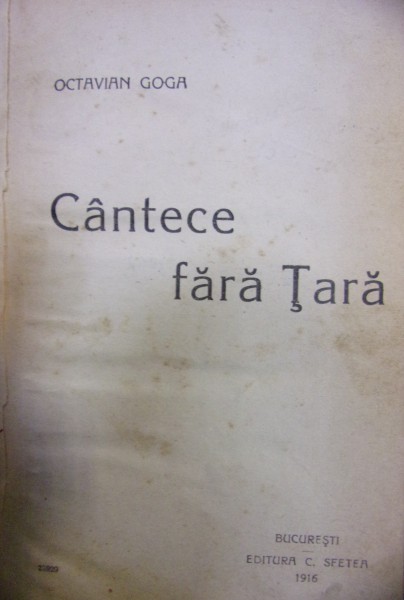 OCTAVIAN GOGA
Cântece
fără Ţară
BUCUREŞTI
EDITURA C. SFETEA
1916